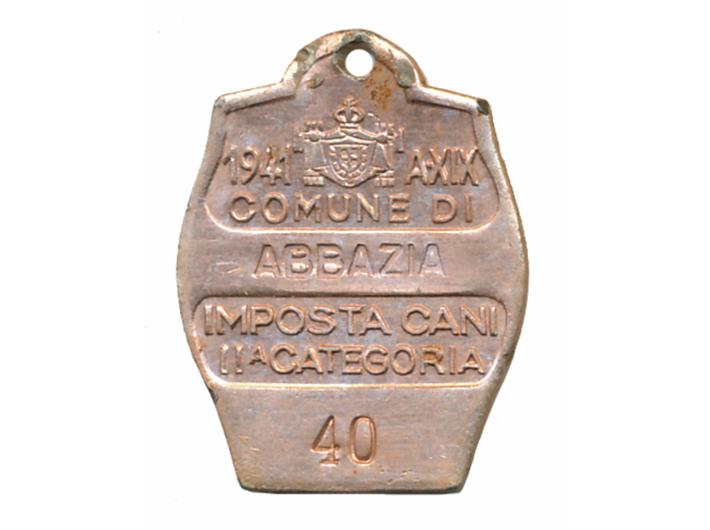 1941 A·XIX
COMUNE DI
ABBAZIA
IMPOSTA CANI
IIA CATEGORIA
40